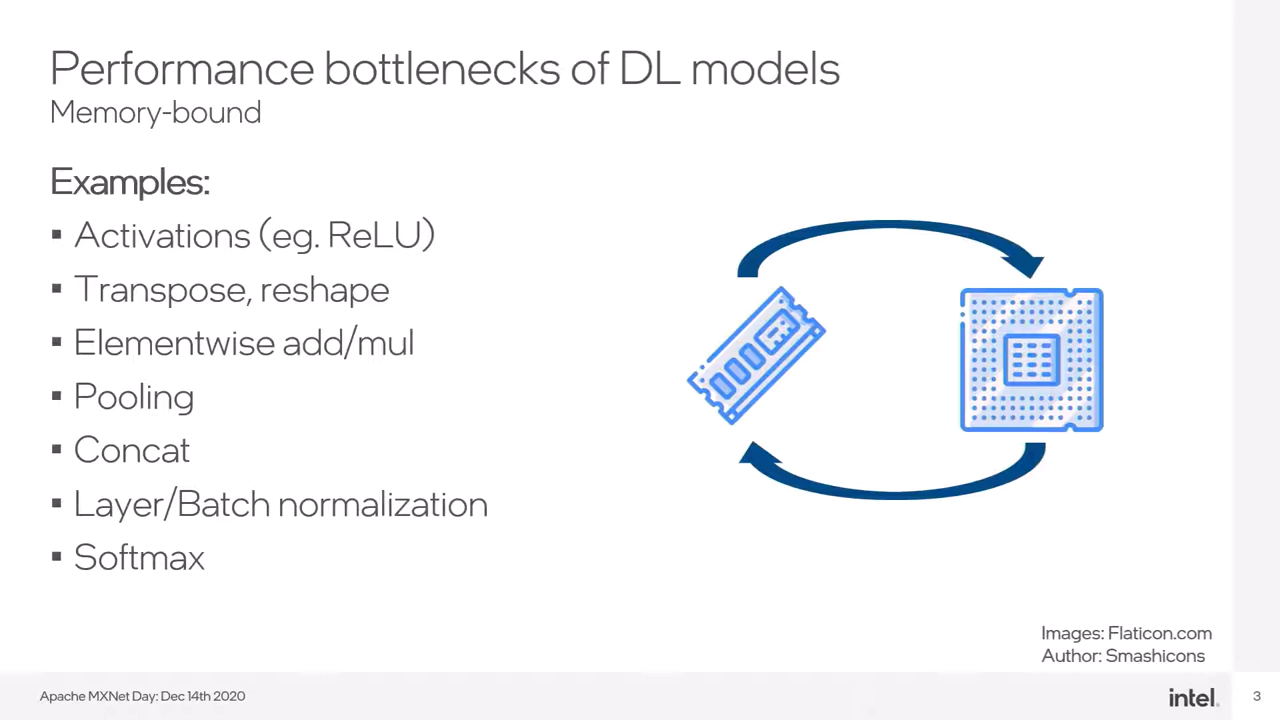 Performance bottlenecks of DL models
Memory-bound
Examples:
▪ Activations (eg. ReLU)
▪ Transpose, reshape
▪ Elementwise add/mul
▪ Pooling
▪ Concat
▪ Layer/Batch normalization
▪ Softmax
Images: Flaticon.com
Author: Smashicons
Apache MXNet Day: Dec 14th 2020
intel.
3